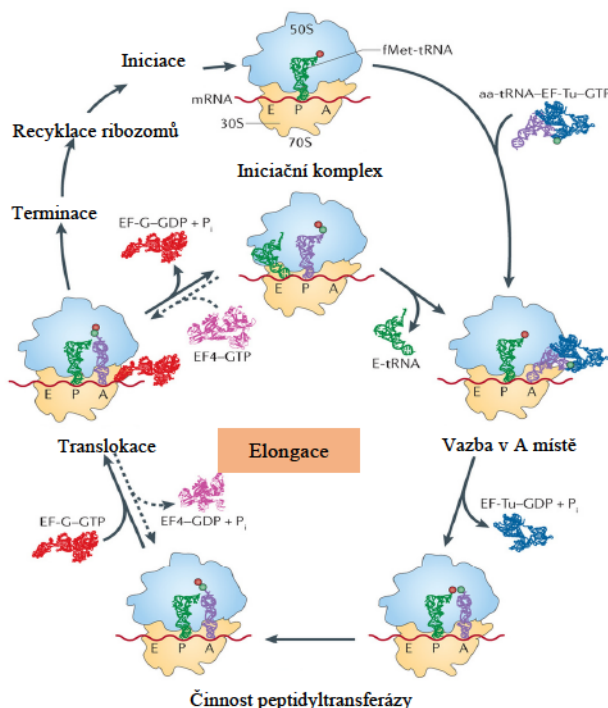 50S
fMet-tRNA
Iniciace
aa-tRNA–EF-Tu–GTP
mRNA
E P A
30S
70S
Recyklace ribozomů
Iniciační komplex
Terminace
EF-G–GDP + Pi
E P A
EF4–GTP
E-tRNA
E P A
E P A
Translokace
Elongace
Vazba v A místě
EF-G–GTP
EF4–GDP + Pi
EF-Tu–GDP + Pi
E P A
E P A
Činnost peptidyltransferázy